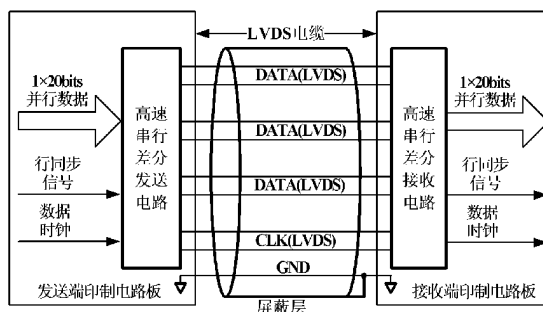 LVDS电缆
1×20bits
并行数据
行同步
信号
数据
时钟
高速
串行
差分
发送
电路
发送端印制电路板
DATA(LVDS)
DATA(LVDS)
DATA(LVDS)
CLK(LVDS)
GND
屏蔽层
高速
串行
差分
接收
电路
1×20bits
并行数据
行同步
信号
数据
时钟
接收端印制电路板